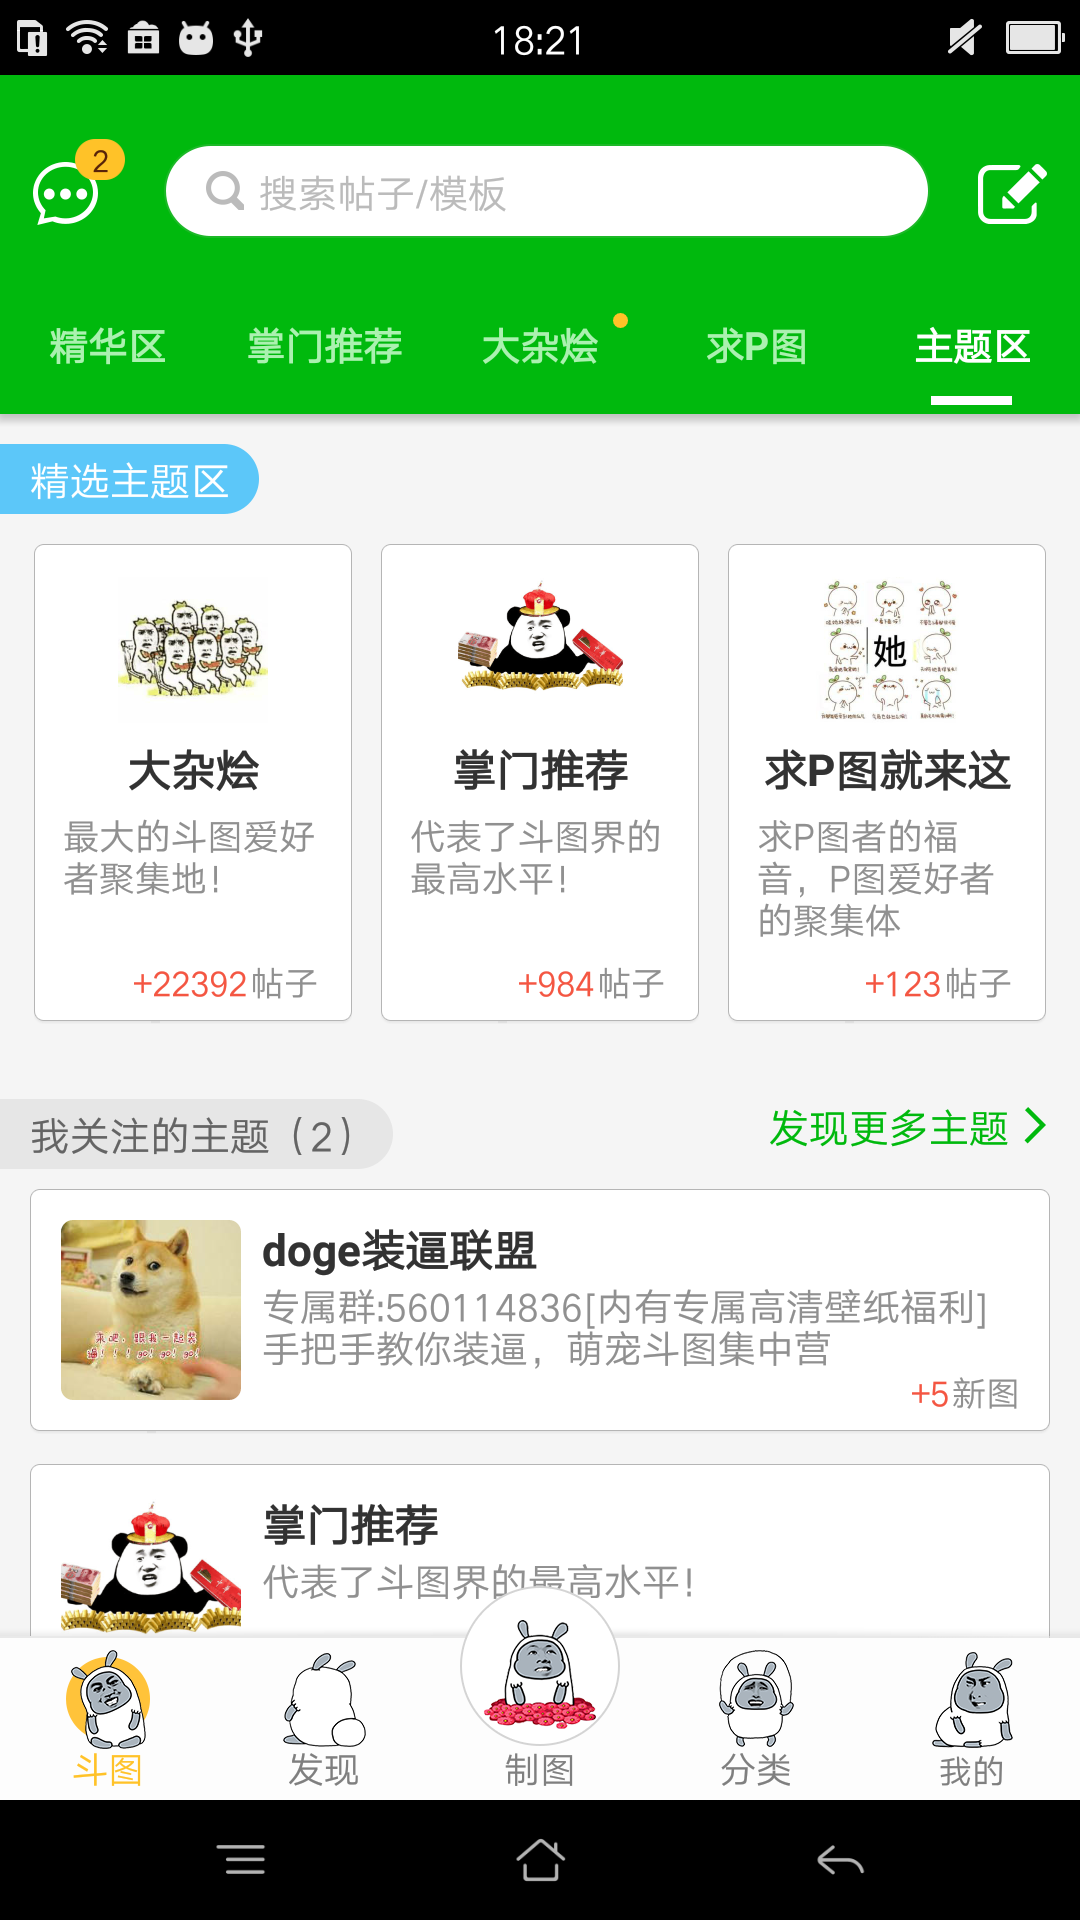 18:21
2
搜索帖子/模板
精华区
掌门推荐
大杂烩
求P图
主题区
精选主题区
她
大杂烩
最大的斗图爱好
者聚集地！
+22392帖子
掌门推荐
代表了斗图界的
最高水平！
+984帖子
求P图就来这
求P图者的福
音，P图爱好者
的聚集体
+123帖子
我关注的主题（2）
发现更多主题
来吧，跟我一起装
逼！！！go！go！go！
doge装逼联盟
专属群:560114836[内有专属高清壁纸福利]
手把手教你装逼，萌宠斗图集中营
+5新图
掌门推荐
代表了斗图界的最高水平！
斗图
发现
制图
分类
我的